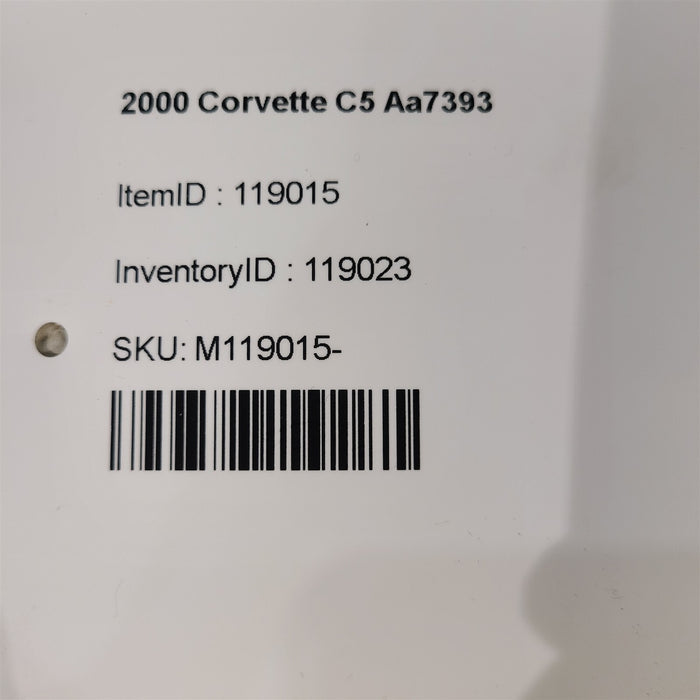 2000 Corvette C5 Aa7393
ItemID : 119015
InventoryID : 119023
SKU: M119015-